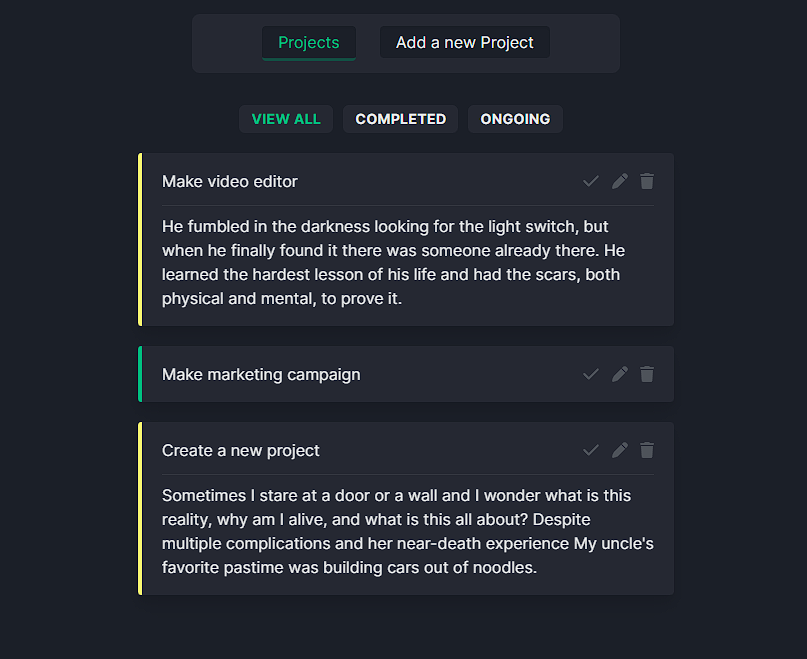 Projects Add a new Project
VIEW ALL COMPLETED ONGOING
Make video editor
He fumbled in the darkness looking for the light switch, but
when he finally found it there was someone already there. He
learned the hardest lesson of his life and had the scars, both
physical and mental, to prove it.
Make marketing campaign
Create a new project
Sometimes I stare at a door or a wall and I wonder what is this
reality, why am I alive, and what is this all about? Despite
multiple complications and her near-death experience My uncle's
favorite pastime was building cars out of noodles.